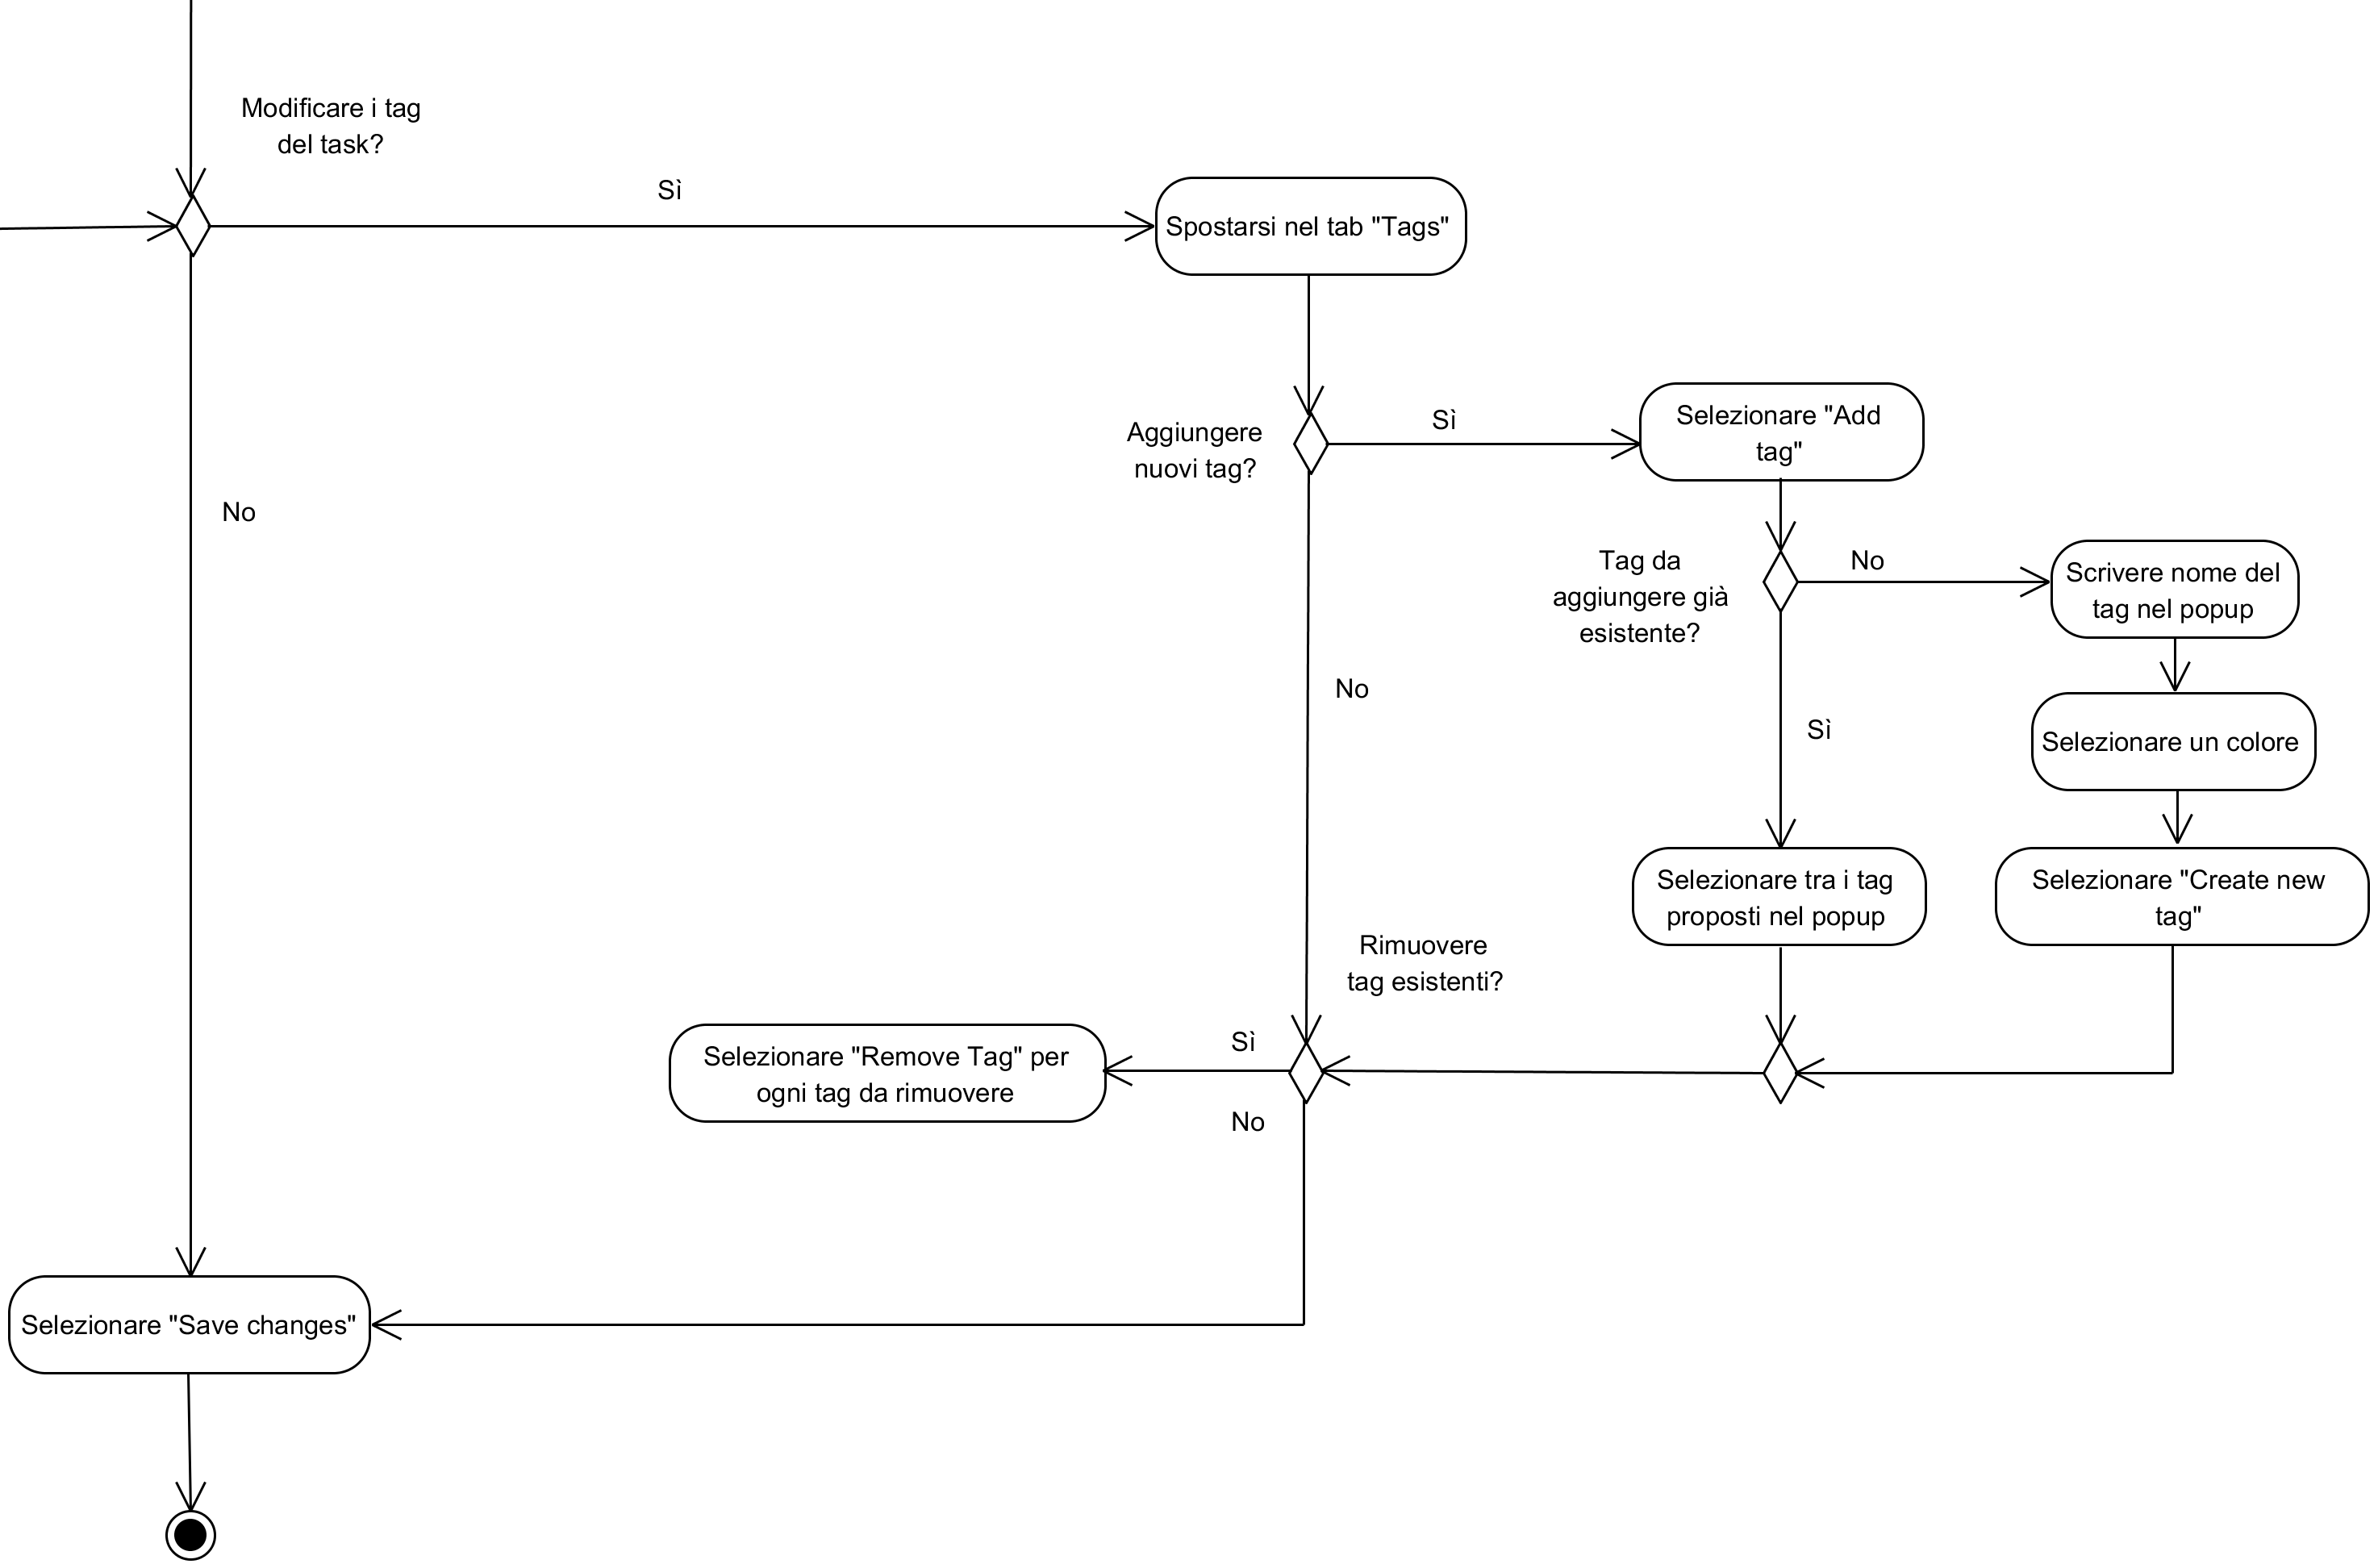 Modificare i tag
del task?
Sì
Spostarsi nel tab "Tags"
Aggiungere
nuovi tag?
Sì
Selezionare "Add
tag"
No
Tag da
aggiungere già
esistente?
No
Scrivere nome del
tag nel popup
No
Sì
Selezionare un colore
Selezionare tra i tag
proposti nel popup
Selezionare "Create new
tag"
Rimuovere
tag esistenti?
Sì
Selezionare "Remove Tag" per
ogni tag da rimuovere
No
Selezionare "Save changes"